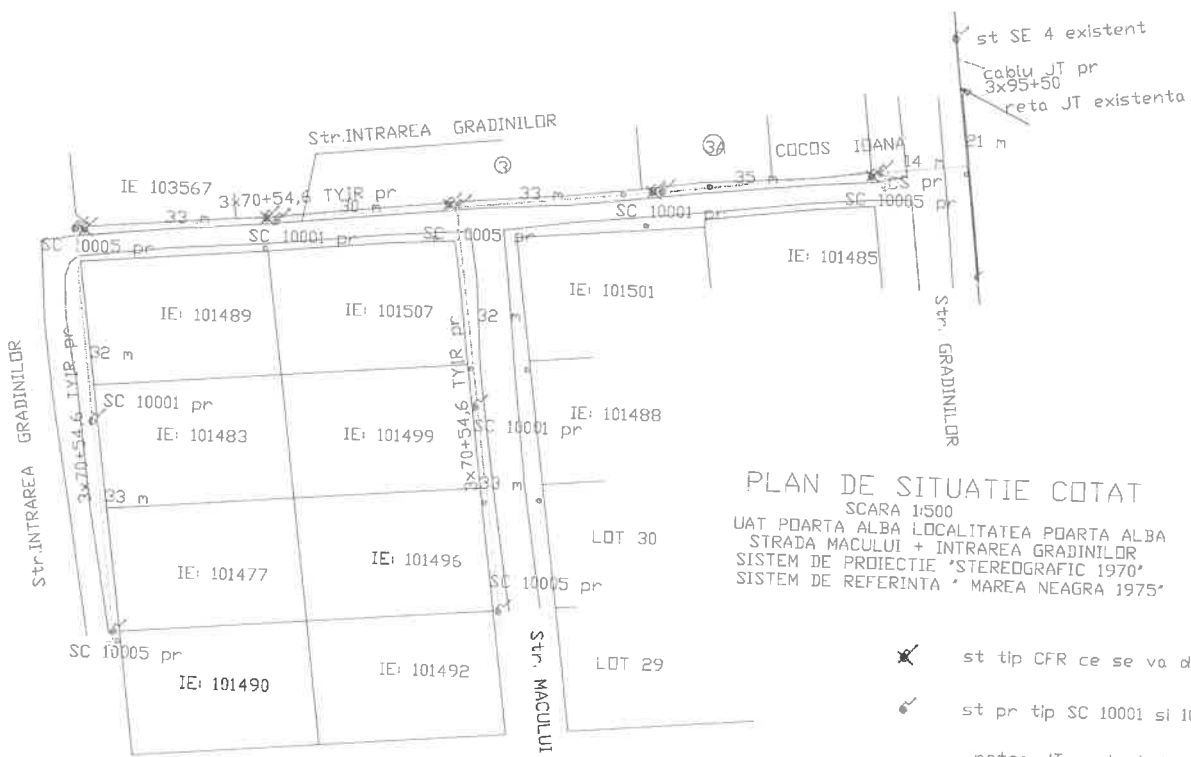 st SE 4 existent
cablu JT pr
3x95+50
reta JT existenta
21 m
Str.INTRAREA GRADINILOR
3
3A
COCOS IOANA
14 m
IE 103567
3x70+54,6 TYIR pr
33 m
30 m
33 m
35 m
CS pr
SC 10005 pr
SC 10001 pr
SE 10005 pr
SC 10001 pr
SC 10005 pr
IE: 101489
IE: 101507
IE: 101501
IE: 101485
32 m
32 m
3x70+54,6 TYIR pr
3x70+54,6 TYIR pr
Str.INTRAREA GRADINILOR
Str. GRADINILOR
SC 10001 pr
IE: 101483
IE: 101499
SC 10001 pr
IE: 101488
33 m
33 m
IE: 101477
IE: 101496
LOT 30
SC 10005 pr
SC 10005 pr
IE: 101490
IE: 101492
LOT 29
Str. MACULUI
PLAN DE SITUATIE COTAT
SCARA 1:500
UAT POARTA ALBA LOCALITATEA POARTA ALBA
STRADA MACULUI + INTRAREA GRADINILOR
SISTEM DE PROIECTIE "STEREOGRAFIC 1970"
SISTEM DE REFERINTA " MAREA NEAGRA 1975"
st tip CFR ce se va d
st pr tip SC 10001 si 1